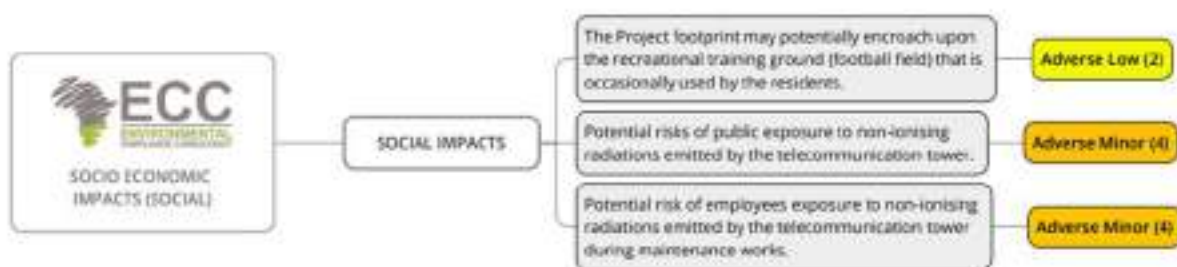 ECC
ENVIRONMENTAL
COMPLIANCE CONSULTANCY
SOCIO ECONOMIC
IMPACTS (SOCIAL)
SOCIAL IMPACTS
The Project footprint may potentially encroach upon
the recreational training ground (football field) that is
occasionally used by the residents.
Adverse Low (2)
Potential risks of public exposure to non-ionising
radiations emitted by the telecommunication tower.
Adverse Minor (4)
Potential risk of employees exposure to non-ionising
radiations emitted by the telecommunication tower
during maintenance works.
Adverse Minor (4)